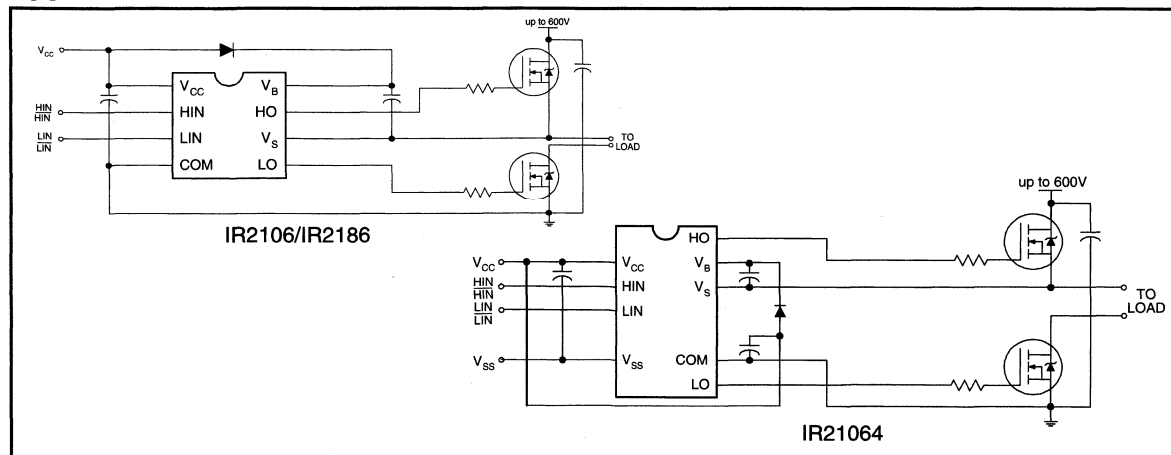 up to 600V
VCC
VCC
VB
HIN
HIN
HIN
HO
LIN
LIN
LIN
VS
TO
LOAD
COM
LO
IR2106/IR2186
up to 600V
HO
VCC
VCC
VB
HIN
HIN
HIN
VS
LIN
LIN
LIN
TO
LOAD
VSS
VSS
COM
LO
IR21064